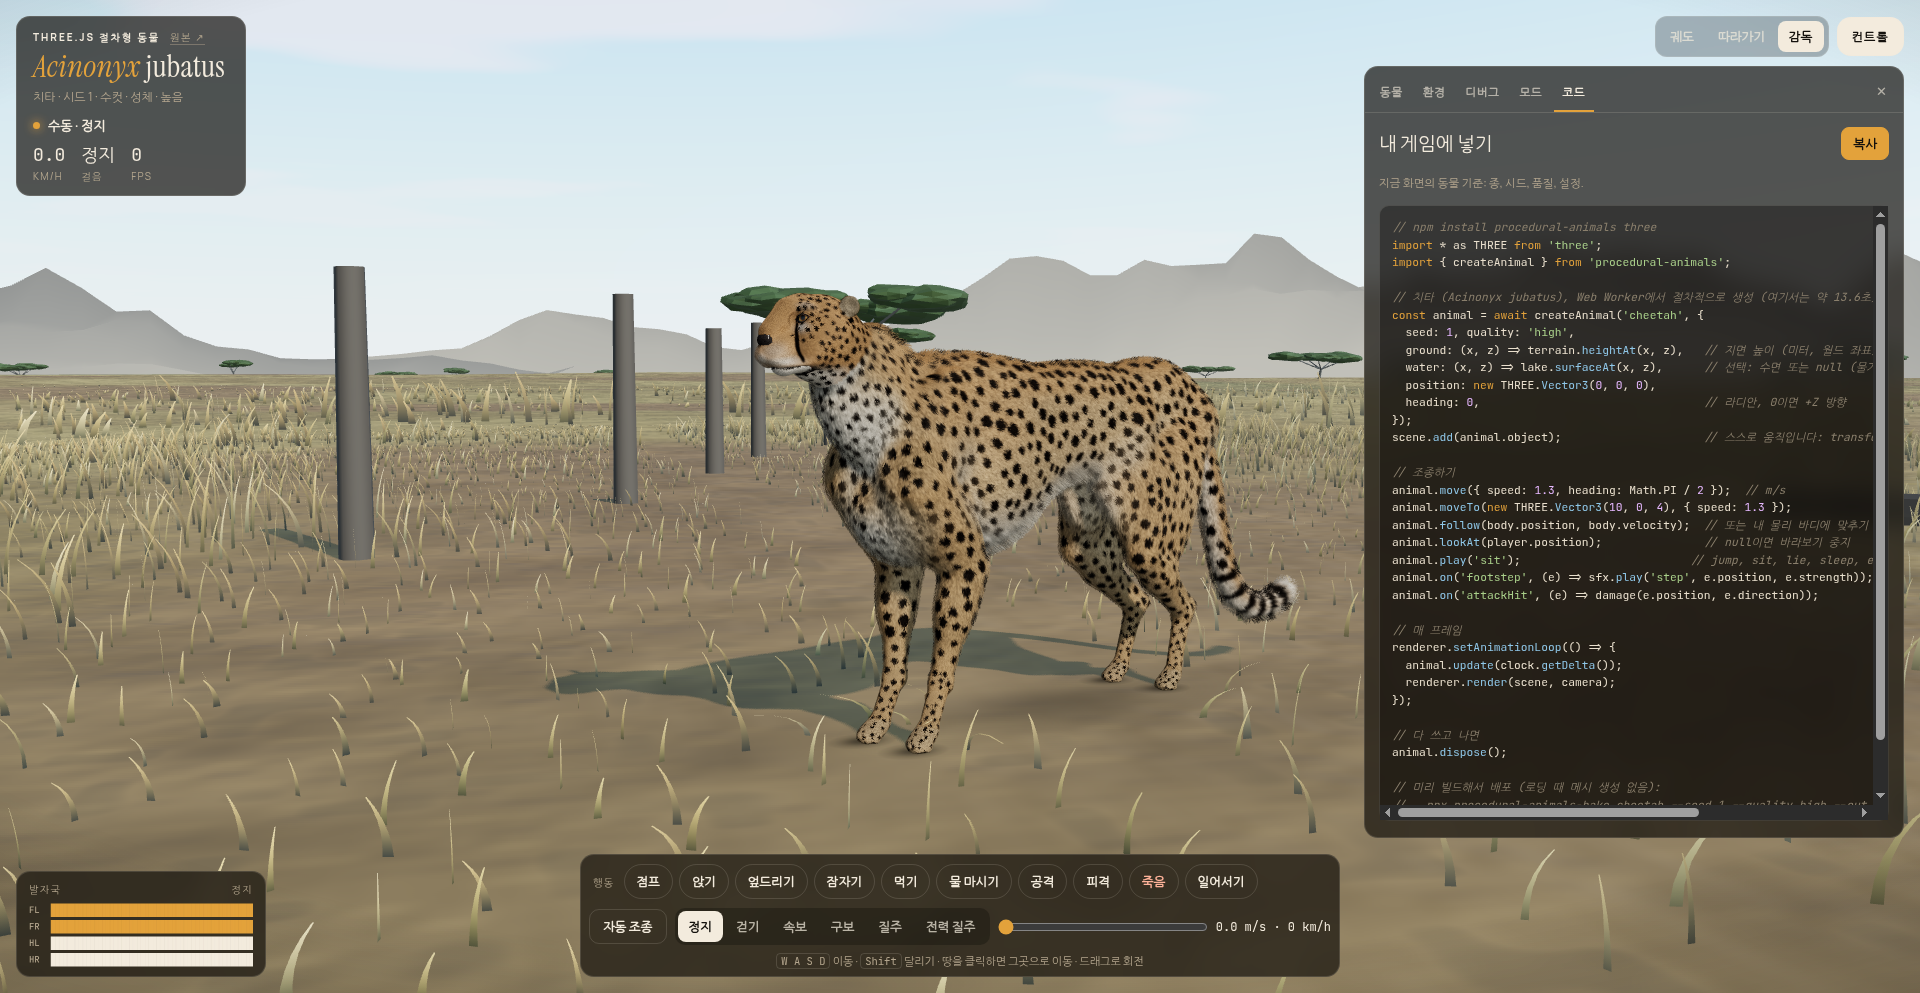 THREE.JS 절차형 동물 원본 ↗
Acinonyx jubatus
치타 · 시드 1 · 수컷 · 성체 · 높음
수동 · 정지
0.0 정지 0
KM/H 걸음 FPS
궤도 따라가기 감독 컨트롤
동물 환경 디버그 모드 코드 ×
내 게임에 넣기 복사
지금 화면의 동물 기준: 종, 시드, 품질, 설정.
// npm install procedural-animals three
import * as THREE from 'three';
import { createAnimal } from 'procedural-animals';
// 치타 (Acinonyx jubatus), Web Worker에서 절차적으로 생성 (여기서는 약 13.6초
const animal = await createAnimal('cheetah', {
seed: 1, quality: 'high',
ground: (x, z) => terrain.heightAt(x, z), // 지면 높이 (미터, 월드 좌표
water: (x, z) => lake.surfaceAt(x, z), // 선택: 수면 또는 null (물가
position: new THREE.Vector3(0, 0, 0),
heading: 0, // 라디안, 0이면 +Z 방향
});
scene.add(animal.object); // 스스로 움직입니다: transf
// 조종하기
animal.move({ speed: 1.3, heading: Math.PI / 2 }); // m/s
animal.moveTo(new THREE.Vector3(10, 0, 4), { speed: 1.3 });
animal.follow(body.position, body.velocity); // 또는 내 물리 바디에 맞추기
animal.lookAt(player.position); // null이면 바라보기 중지
animal.play('sit'); // jump, sit, lie, sleep, e
animal.on('footstep', (e) => sfx.play('step', e.position, e.strength));
animal.on('attackHit', (e) => damage(e.position, e.direction));
// 매 프레임
renderer.setAnimationLoop(() => {
animal.update(clock.getDelta());
renderer.render(scene, camera);
});
// 다 쓰고 나면
animal.dispose();
// 미리 빌드해서 배포 (로딩 때 메시 생성 없음):
// npx procedural-animals-bake cheetah --seed 1 --quality high --out
발자국 정지
FL
FR
HL
HR
행동 점프 앉기 엎드리기 잠자기 먹기 물 마시기 공격 피격 죽음 일어서기
자동 조종 정지 걷기 속보 구보 질주 전력 질주 0.0 m/s · 0 km/h
W A S D 이동 · Shift 달리기 · 땅을 클릭하면 그곳으로 이동 · 드래그로 회전